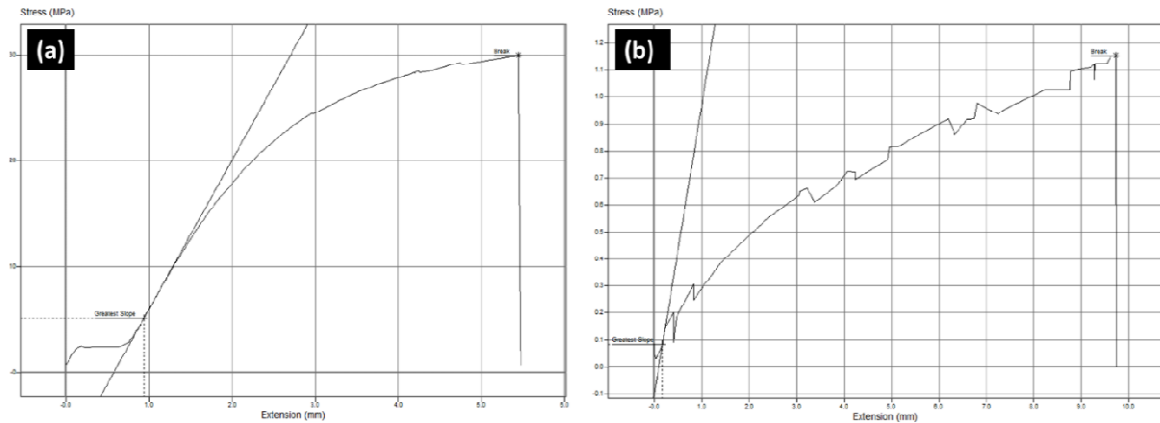 Stress (MPa)
(a)
Break
30
20
10
Greatest Slope
-0
-0.0 1.0 2.0 3.0 4.0 5.0 6.0
Extension (mm)
Stress (MPa)
(b)
1.2
Break
1.1
1.0
0.9
0.8
0.7
0.6
0.5
0.4
0.3
0.2
0.1
Greatest Slope
0.0
-0.1
-0.0 1.0 2.0 3.0 4.0 5.0 6.0 7.0 8.0 9.0 10.0
Extension (mm)